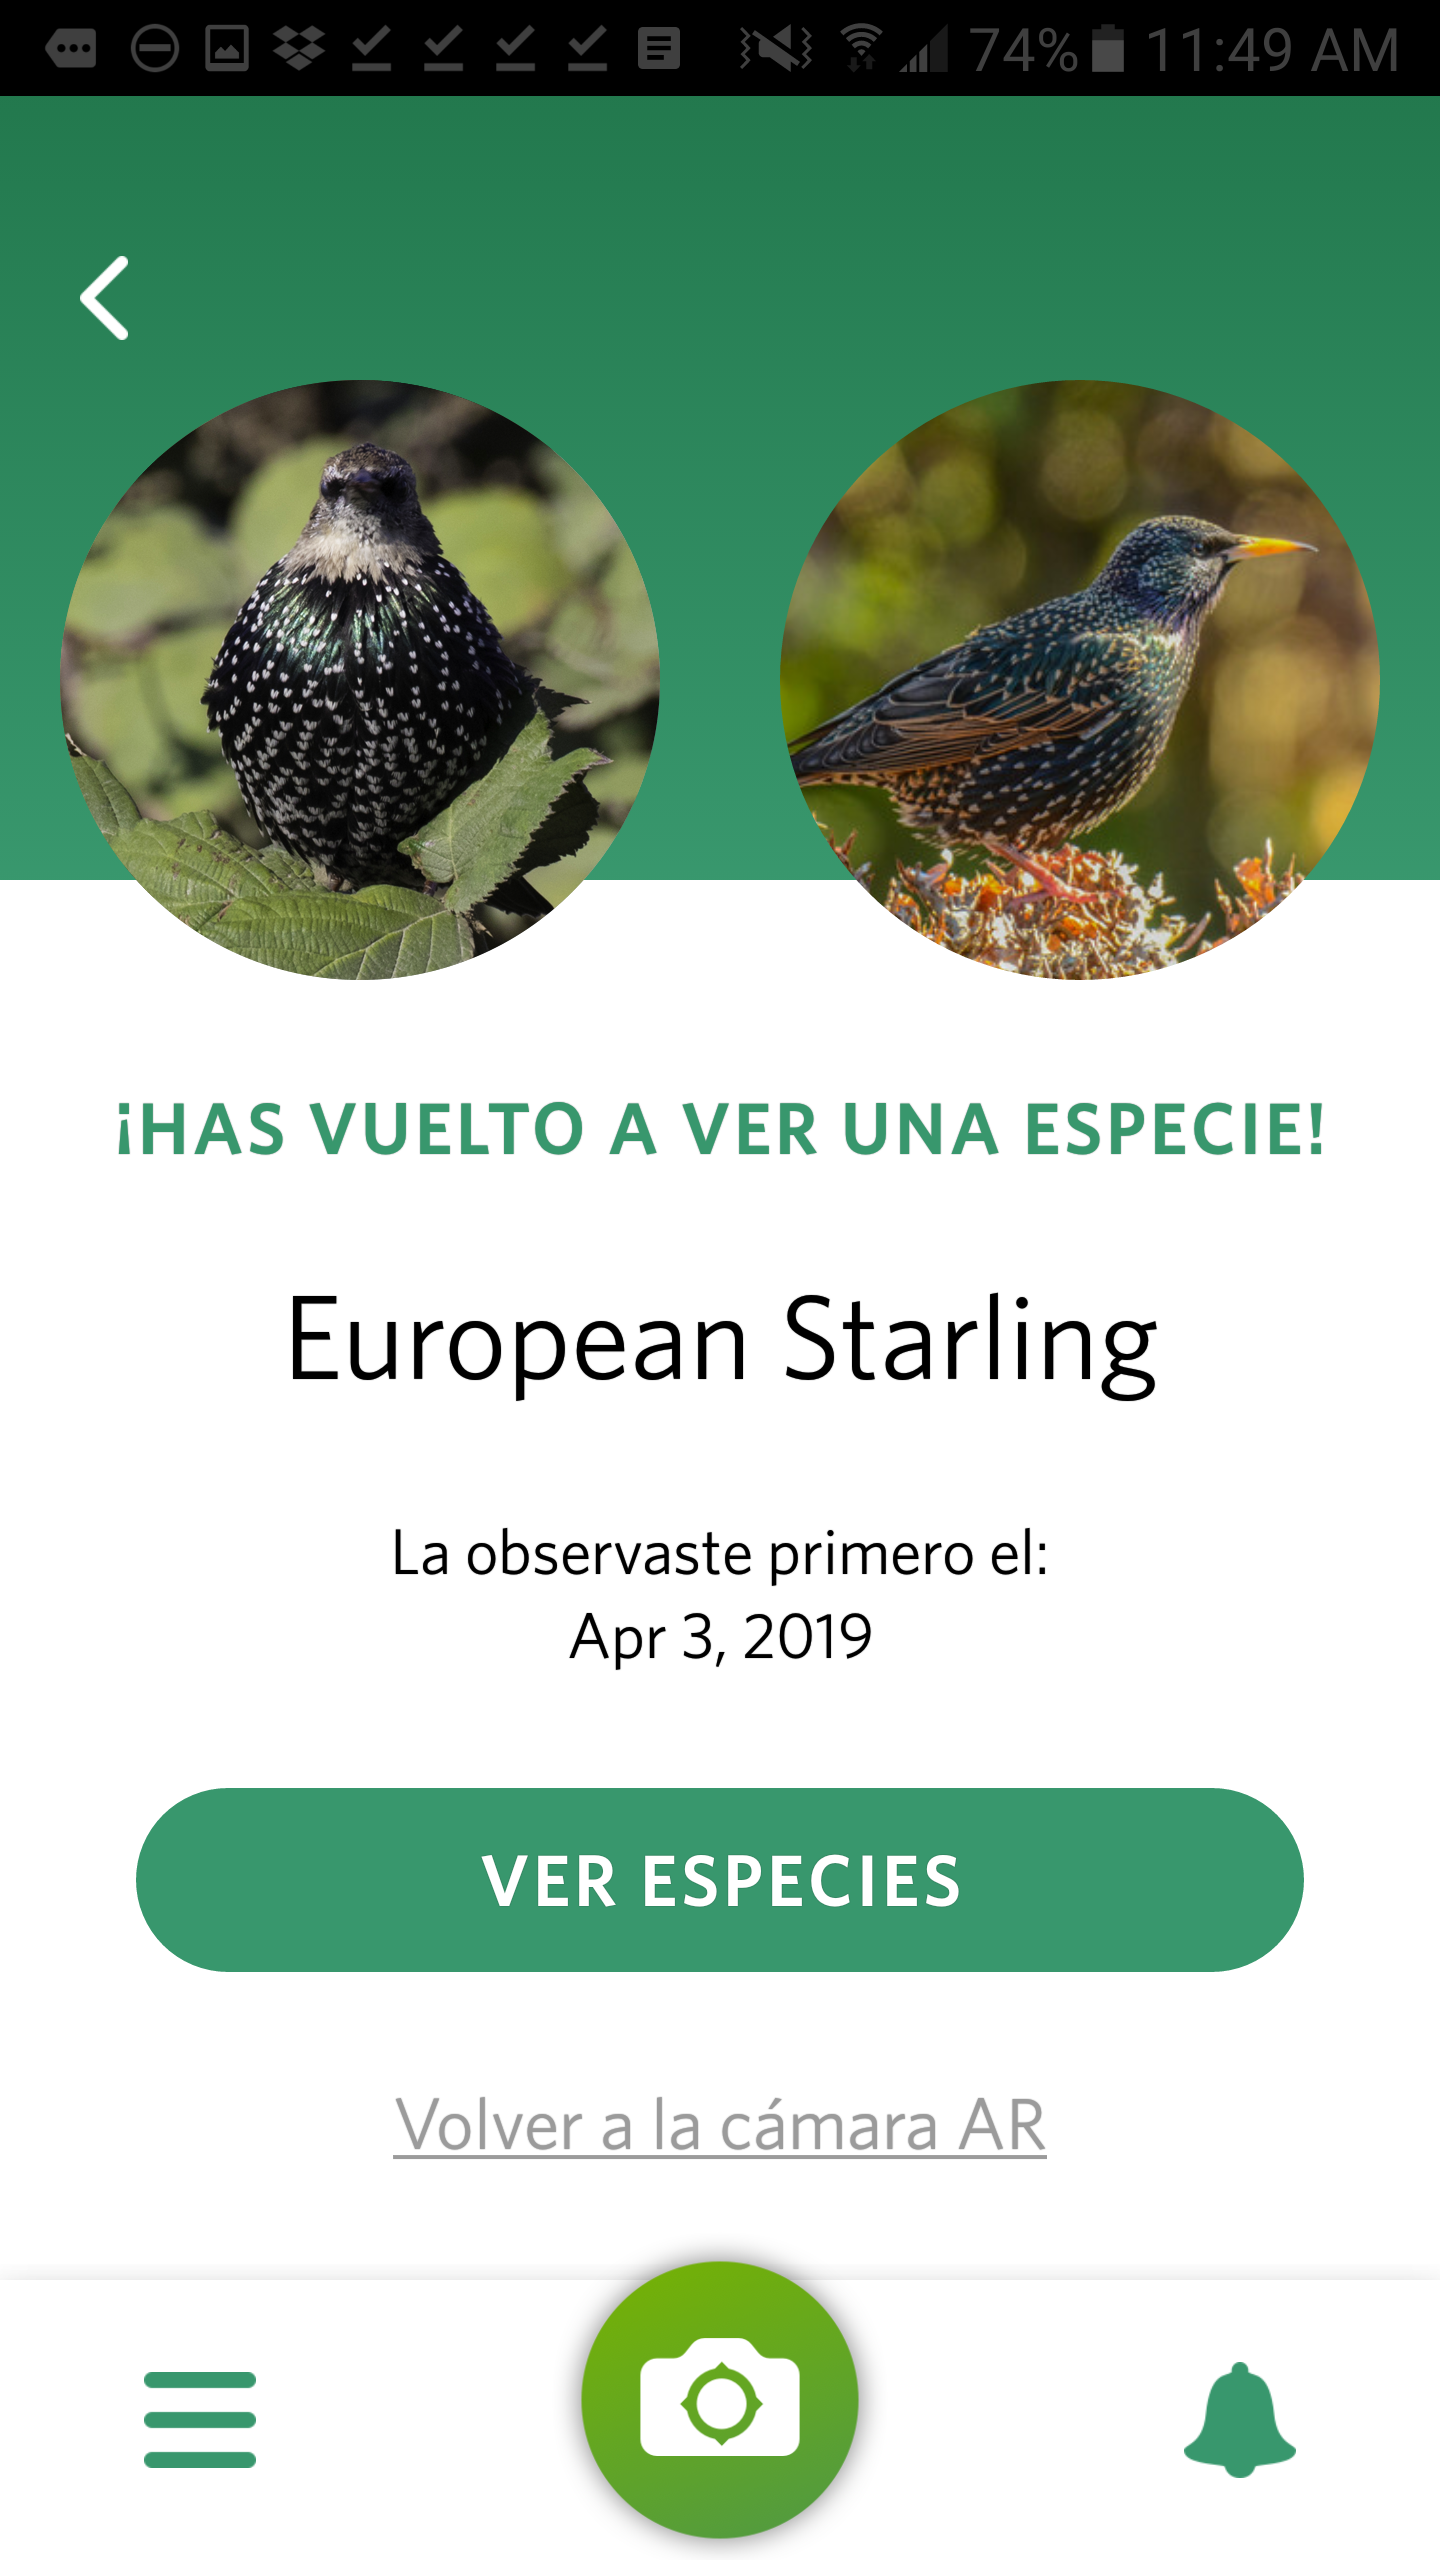 74% 11:49 AM
¡HAS VUELTO A VER UNA ESPECIE!
European Starling
La observaste primero el:
Apr 3, 2019
VER ESPECIES
Volver a la cámara AR